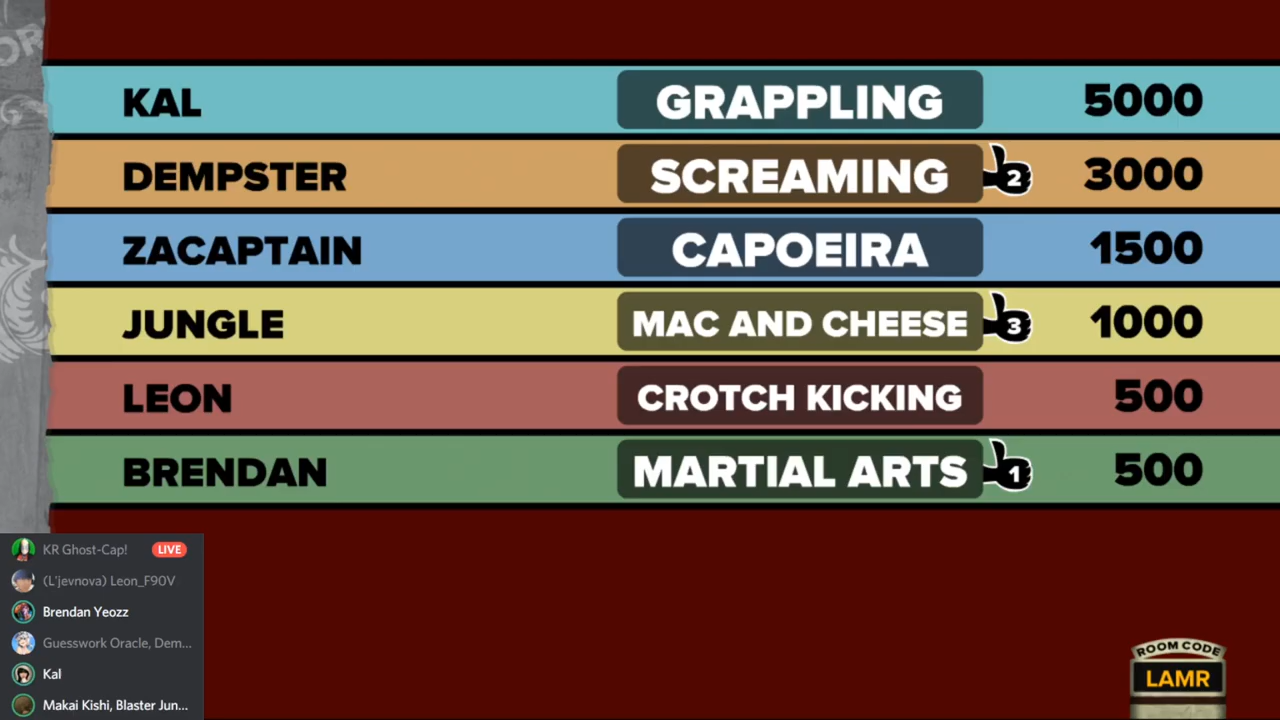 KAL GRAPPLING 5000
DEMPSTER SCREAMING 2 3000
ZACAPTAIN CAPOEIRA 1500
JUNGLE MAC AND CHEESE 3 1000
LEON CROTCH KICKING 500
BRENDAN MARTIAL ARTS 1 500
KR Ghost-Cap! LIVE
(L'jevnova) Leon_F90V
Brendan Yeozz
Guesswork Oracle, Dem...
Kal
Makai Kishi, Blaster Jun...
ROOM CODE
LAMR